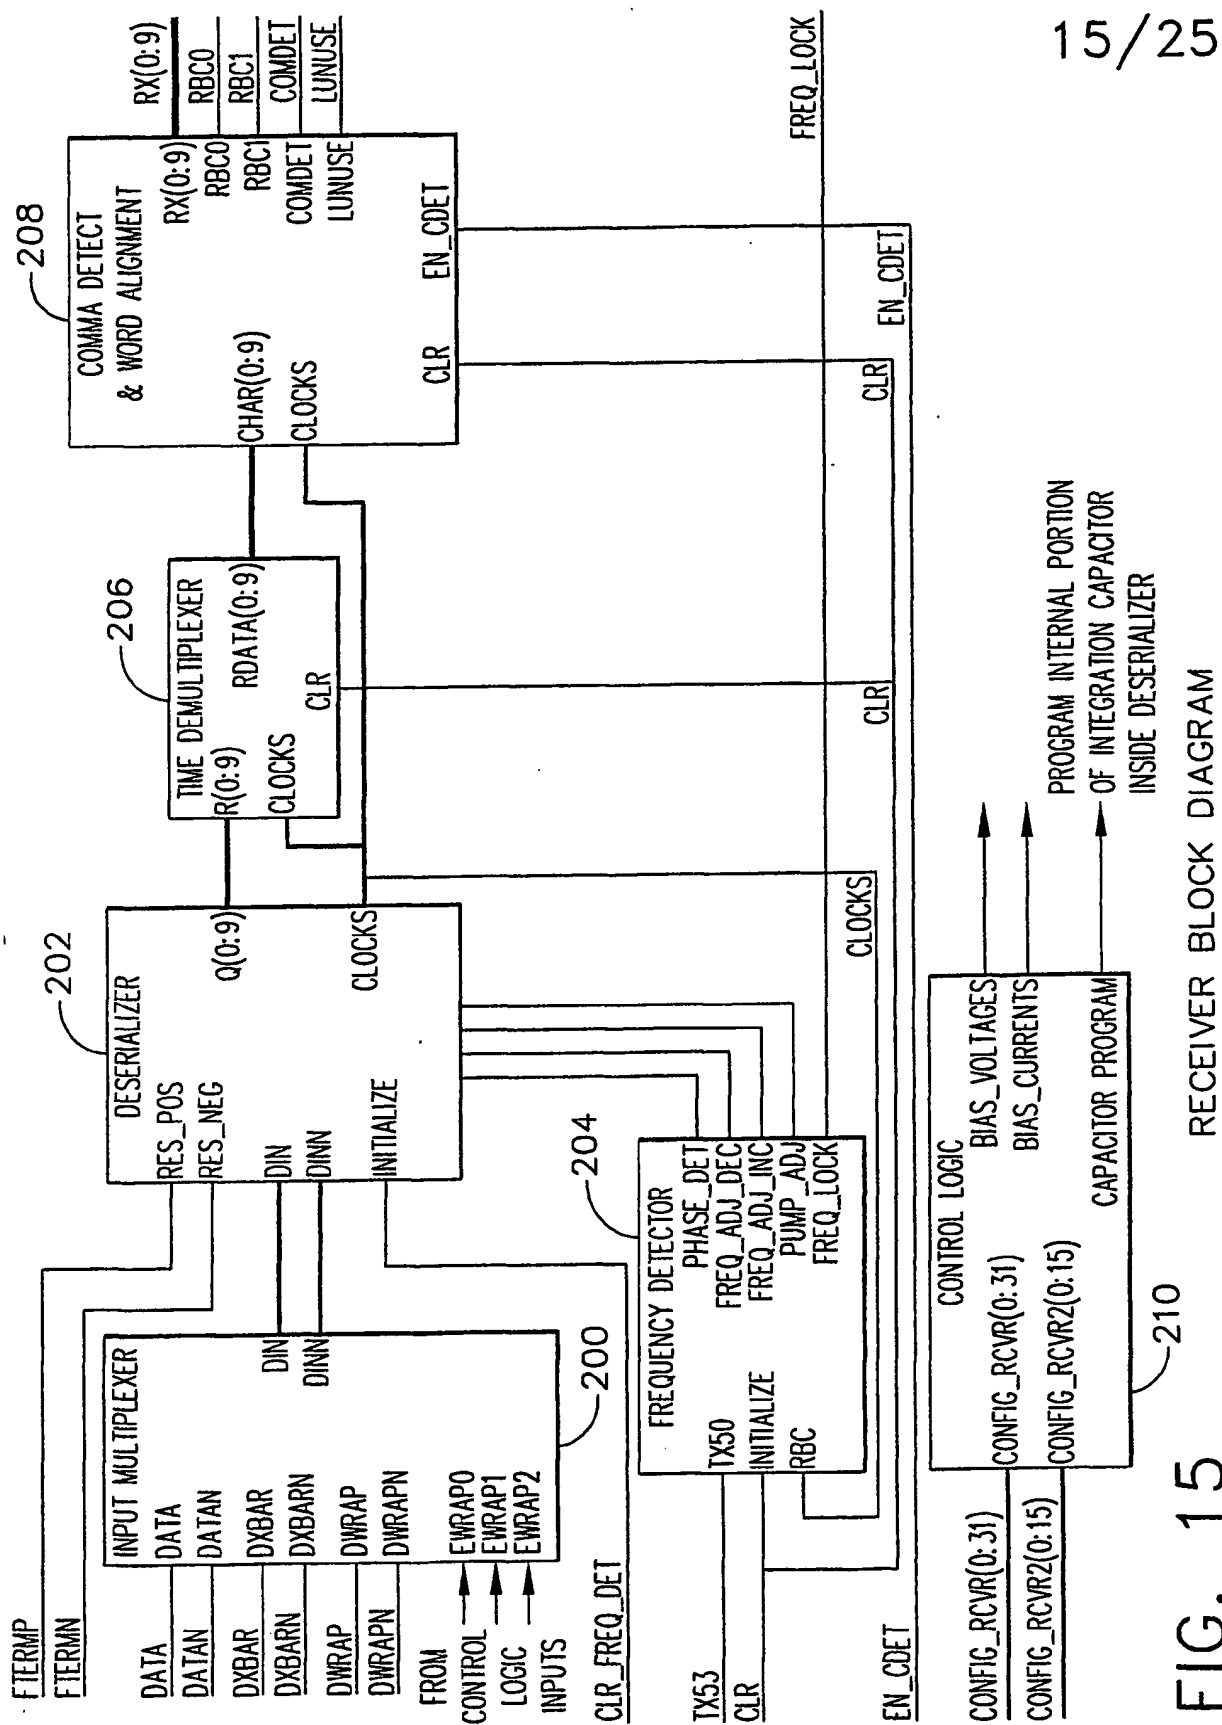 15/25
FTERMP
FTERMN
DATA
DATAN
DXBAR
DXBARN
DWRAP
DWRAPN
FROM
CONTROL
LOGIC
INPUTS
CLR_FREQ_DET
TX53
CLR
EN_CDET
CONFIG_RCVR(0:31)
CONFIG_RCVR2(0:15)
INPUT MULTIPLEXER
DATA
DATAN
DXBAR
DXBARN
DWRAP
DWRAPN
EWRAP0
EWRAP1
EWRAP2
DIN
DINN
200
DESERIALIZER
202
RES_POS
RES_NEG
DIN
DINN
INITIALIZE
Q(0:9)
CLOCKS
FREQUENCY DETECTOR
204
TX50
INITIALIZE
RBC
PHASE_DET
FREQ_ADJ_DEC
FREQ_ADJ_INC
PUMP_ADJ
FREQ_LOCK
CLOCKS
TIME DEMULTIPLEXER
206
R(0:9)
CLOCKS
RDATA(0:9)
CLR
CLR
COMMA DETECT
& WORD ALIGNMENT
208
CHAR(0:9)
CLOCKS
RX(0:9)
RBC0
RBC1
COMDET
LUNUSE
CLR
EN_CDET
CLR
EN_CDET
RX(0:9)
RBC0
RBC1
COMDET
LUNUSE
FREQ_LOCK
CONTROL LOGIC
210
CONFIG_RCVR(0:31)
CONFIG_RCVR2(0:15)
BIAS_VOLTAGES
BIAS_CURRENTS
CAPACITOR PROGRAM
PROGRAM INTERNAL PORTION
OF INTEGRATION CAPACITOR
INSIDE DESERIALIZER
FIG. 15
RECEIVER BLOCK DIAGRAM